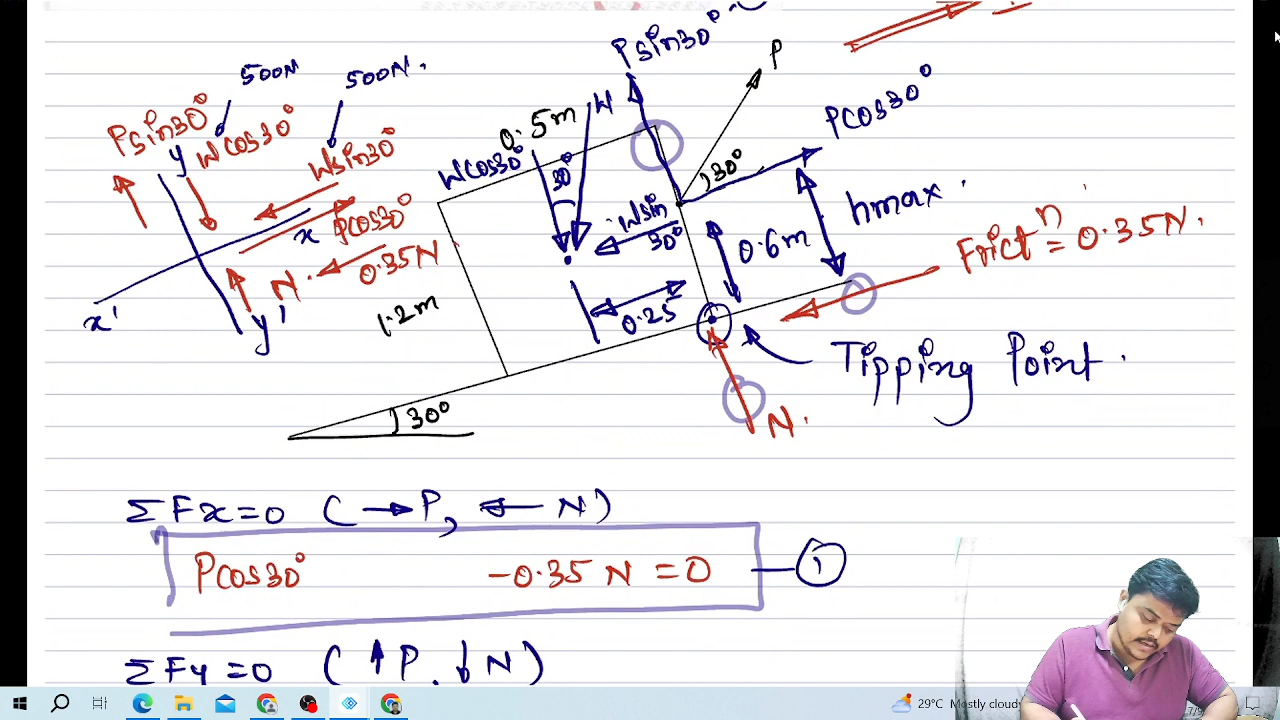 Psin30°
P
500N
500N.
Psin30°
Wcos30°
Wsin30°
y
x
Pcos30°
N.
0.35N
x'
y'
0.5m
W
Wcos30°
30°
Wsin
30°
30°
Pcos30°
hmax.
0.6m
0.25
1.2m
Frictn = 0.35N.
Tipping Point.
N.
30°
ΣFx=0 (→P, ← N)
Pcos30° -0.35 N = 0 — 1
ΣFy=0 (↑P, ↓N)
29°C Mostly cloudy